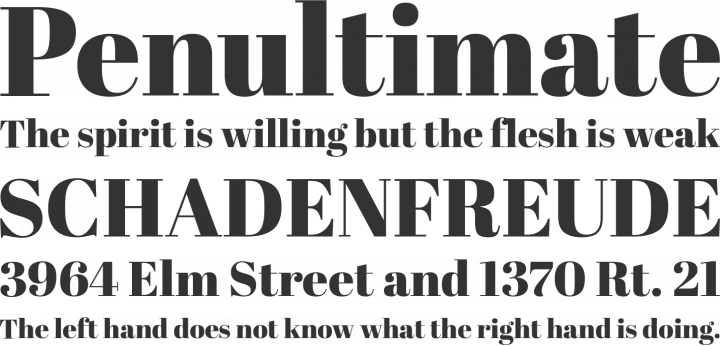 Penultimate
The spirit is willing but the flesh is weak
SCHADENFREUDE
3964 Elm Street and 1370 Rt. 21
The left hand does not know what the right hand is doing.